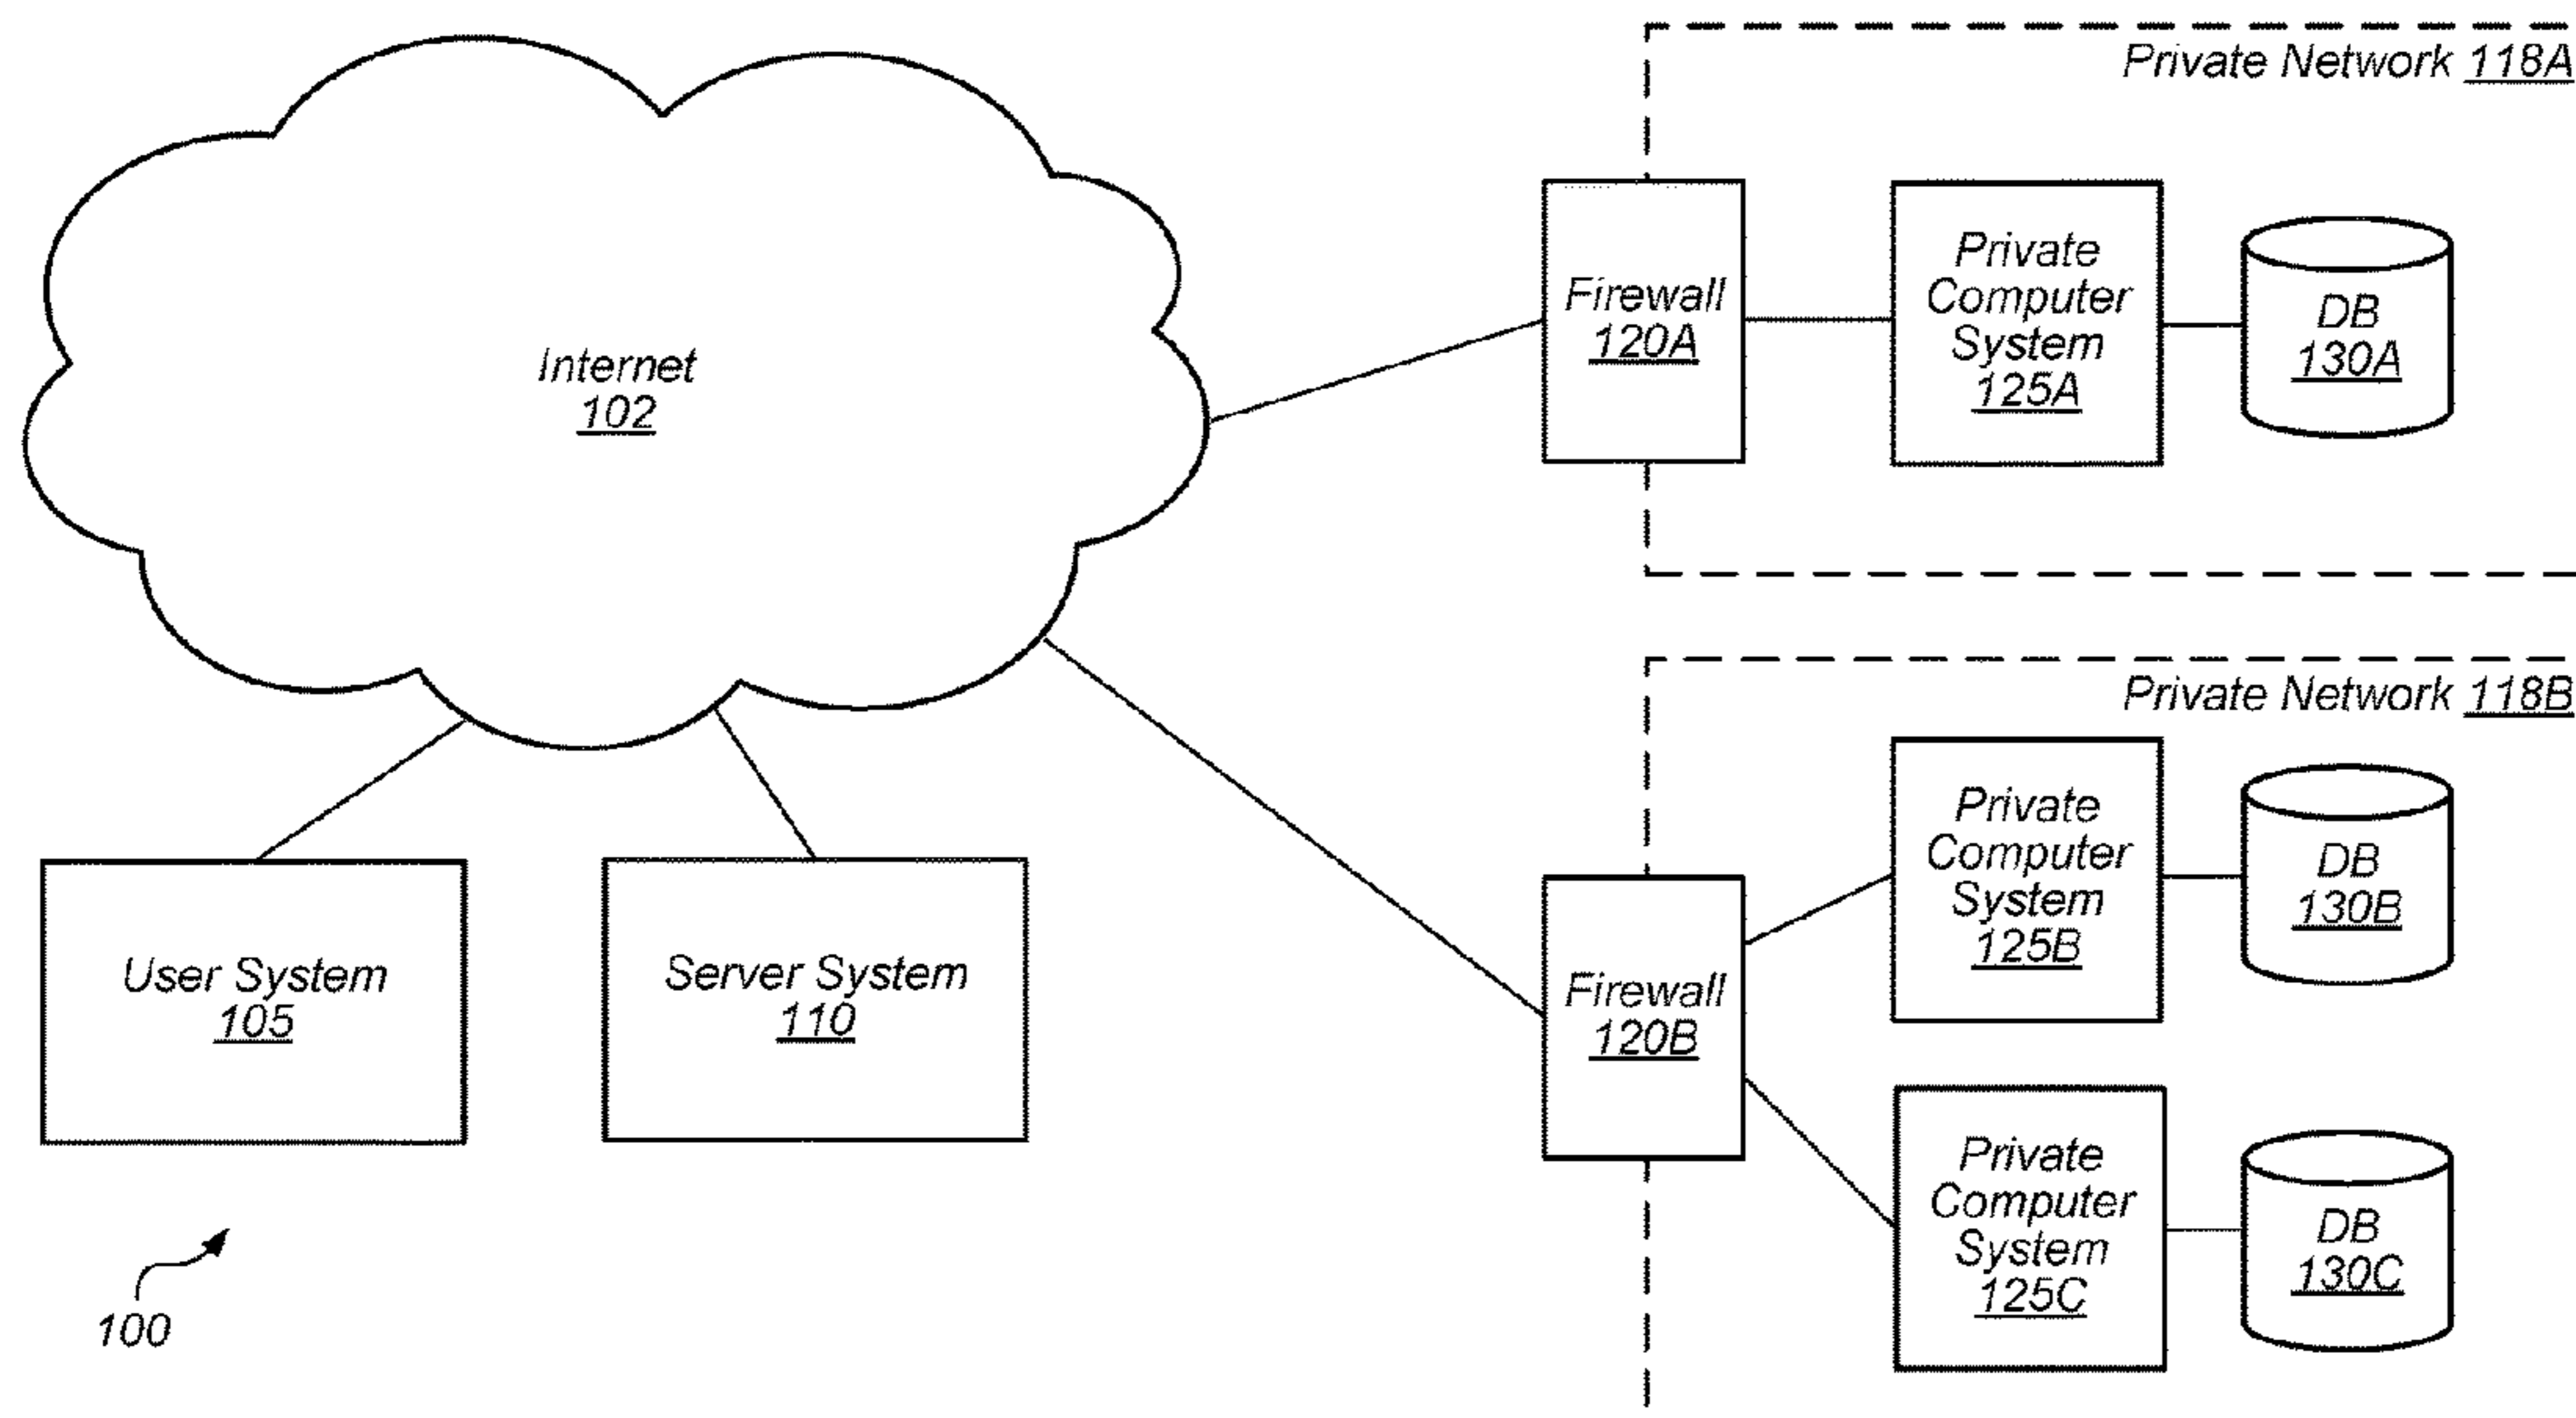 Private Network 118A
Internet
102
Firewall
120A
Private
Computer
System
125A
DB
130A
Private Network 118B
User System
105
Server System
110
Firewall
120B
Private
Computer
System
125B
DB
130B
Private
Computer
System
125C
DB
130C
100